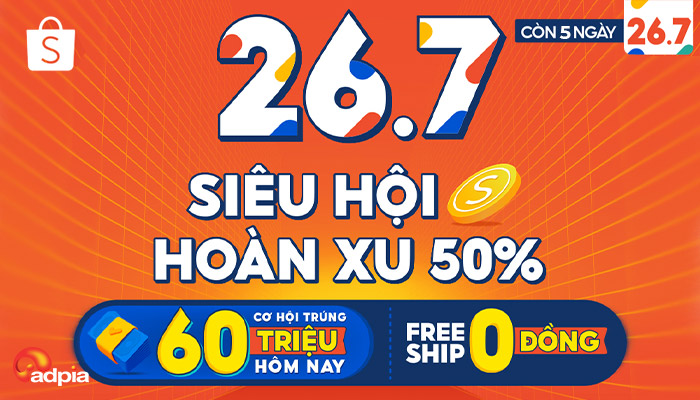 S
26.7
CÒN 5 NGÀY
26.7
SIÊU HỘI
S
HOÀN XU 50%
60
CƠ HỘI TRÚNG
TRIỆU
HÔM NAY
FREE
SHIP
0
ĐỒNG
adpia